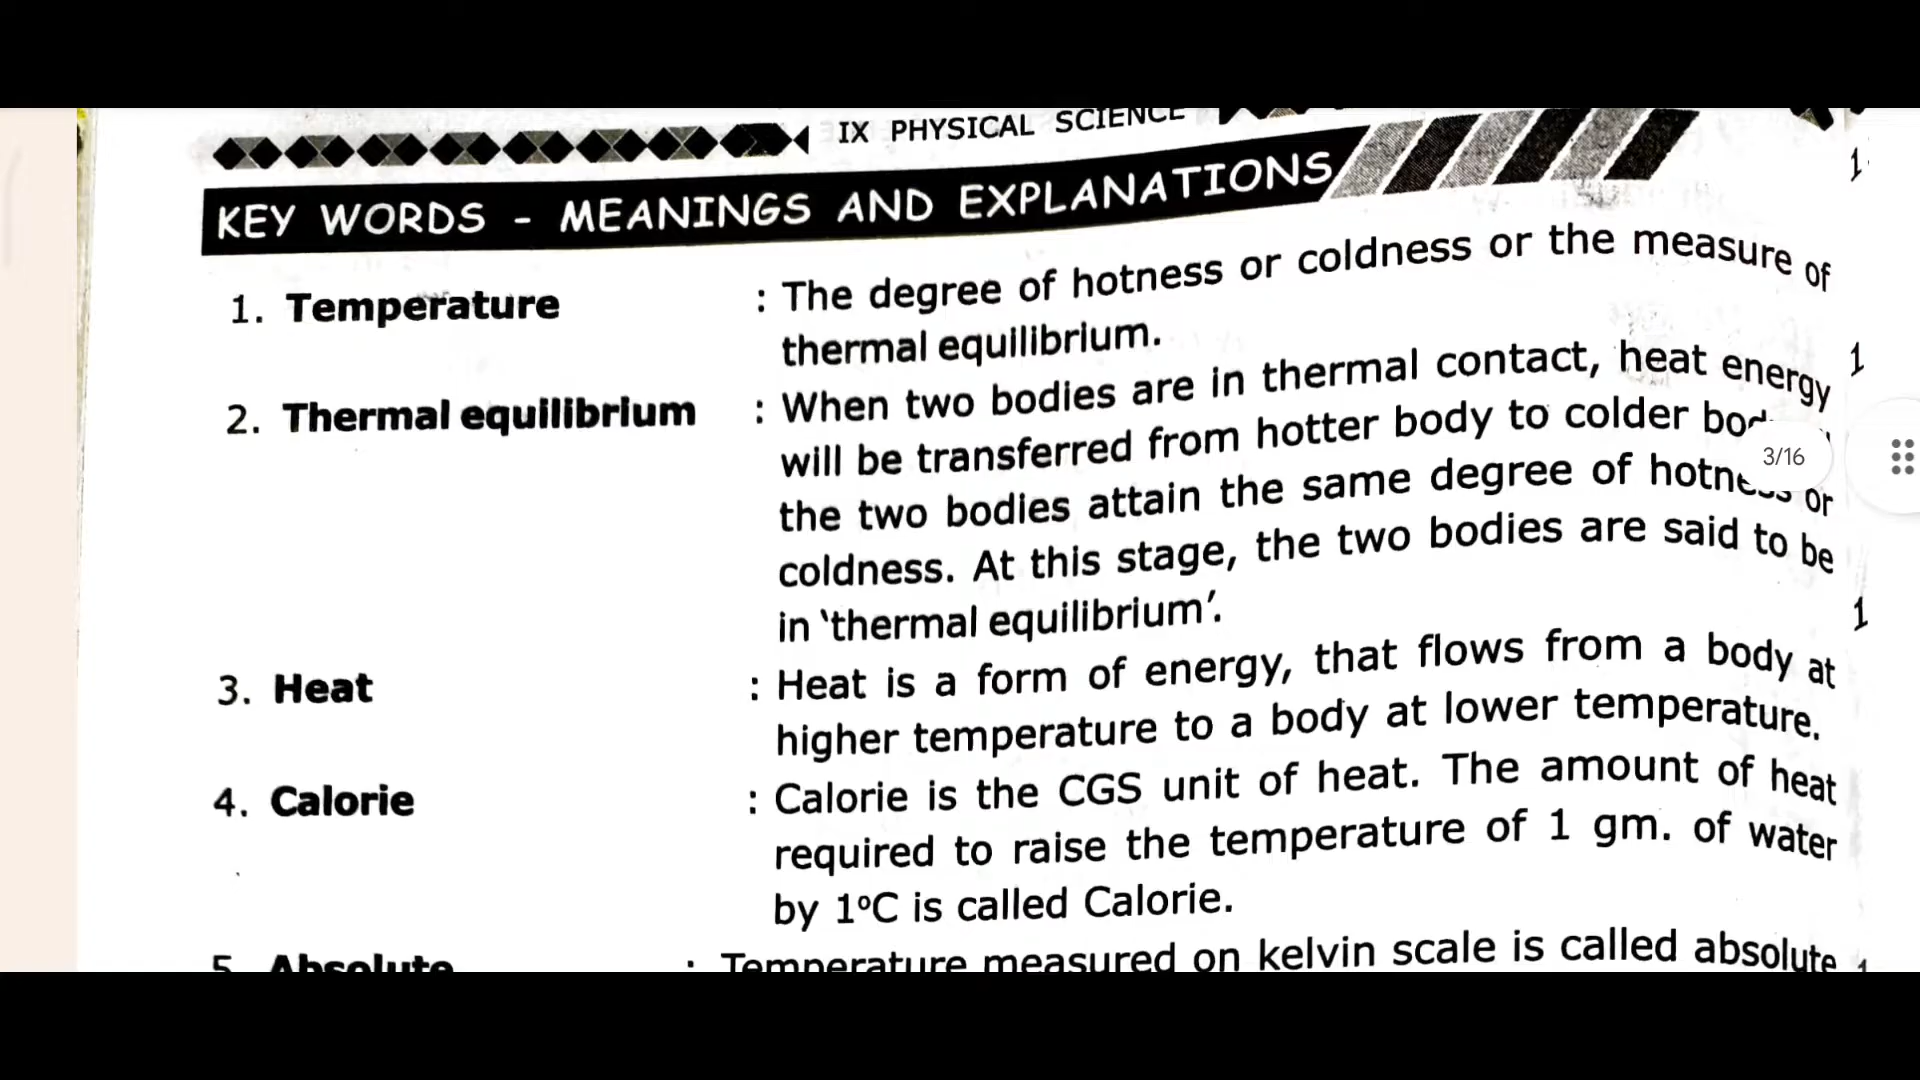 IX PHYSICAL SCIENCE
KEY WORDS - MEANINGS AND EXPLANATIONS
1. Temperature : The degree of hotness or coldness or the measure of
thermal equilibrium.
2. Thermal equilibrium : When two bodies are in thermal contact, heat energy
will be transferred from hotter body to colder
the two bodies attain the same degree of hotness or
coldness. At this stage, the two bodies are said to be
in ‘thermal equilibrium’.
3. Heat : Heat is a form of energy, that flows from a body at
higher temperature to a body at lower temperature.
4. Calorie : Calorie is the CGS unit of heat. The amount of heat
required to raise the temperature of 1 gm. of water
by 1°C is called Calorie.
5. Absolute : Temperature measured on kelvin scale is called absolute
3/16
1
1
1